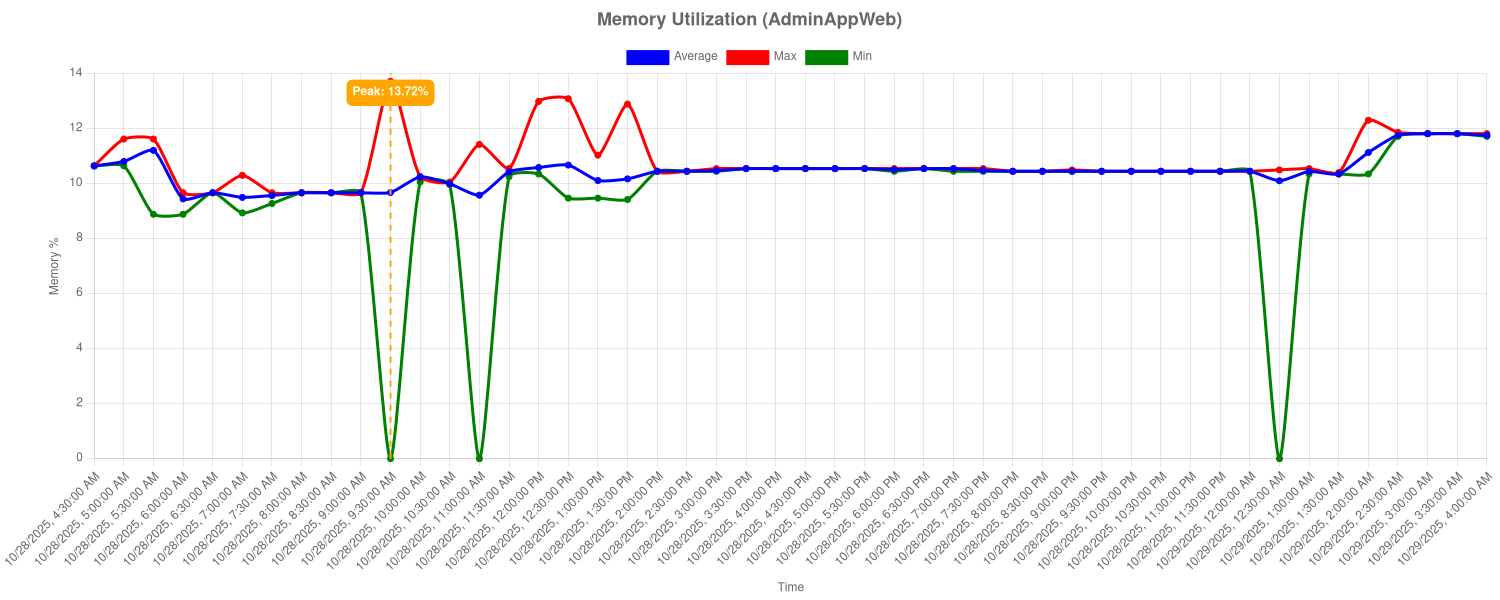 Memory Utilization (AdminAppWeb)
Average Max Min
Peak: 13.72%
14
12
10
8
6
4
2
0
Memory %
10/28/2025, 4:30:00 AM
10/28/2025, 5:00:00 AM
10/28/2025, 5:30:00 AM
10/28/2025, 6:00:00 AM
10/28/2025, 6:30:00 AM
10/28/2025, 7:00:00 AM
10/28/2025, 7:30:00 AM
10/28/2025, 8:00:00 AM
10/28/2025, 8:30:00 AM
10/28/2025, 9:00:00 AM
10/28/2025, 9:30:00 AM
10/28/2025, 10:00:00 AM
10/28/2025, 10:30:00 AM
10/28/2025, 11:00:00 AM
10/28/2025, 11:30:00 AM
10/28/2025, 12:00:00 PM
10/28/2025, 12:30:00 PM
10/28/2025, 1:00:00 PM
10/28/2025, 1:30:00 PM
10/28/2025, 2:00:00 PM
10/28/2025, 2:30:00 PM
10/28/2025, 3:00:00 PM
10/28/2025, 3:30:00 PM
10/28/2025, 4:00:00 PM
10/28/2025, 4:30:00 PM
10/28/2025, 5:00:00 PM
10/28/2025, 5:30:00 PM
10/28/2025, 6:00:00 PM
10/28/2025, 6:30:00 PM
10/28/2025, 7:00:00 PM
10/28/2025, 7:30:00 PM
10/28/2025, 8:00:00 PM
10/28/2025, 8:30:00 PM
10/28/2025, 9:00:00 PM
10/28/2025, 9:30:00 PM
10/28/2025, 10:00:00 PM
10/28/2025, 10:30:00 PM
10/28/2025, 11:00:00 PM
10/28/2025, 11:30:00 PM
10/29/2025, 12:00:00 AM
10/29/2025, 12:30:00 AM
10/29/2025, 1:00:00 AM
10/29/2025, 1:30:00 AM
10/29/2025, 2:00:00 AM
10/29/2025, 2:30:00 AM
10/29/2025, 3:00:00 AM
10/29/2025, 3:30:00 AM
10/29/2025, 4:00:00 AM
Time